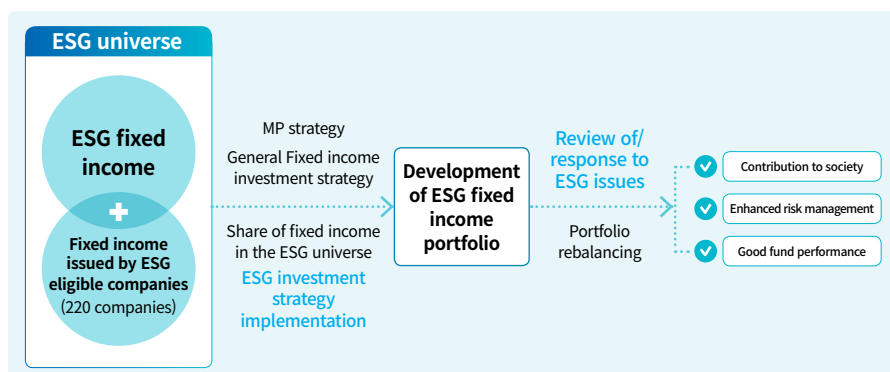 ESG universe
ESG fixed
income
+
Fixed income
issued by ESG
eligible companies
(220 companies)
MP strategy
General Fixed income
investment strategy
Share of fixed income
in the ESG universe
ESG investment
strategy
implementation
Development
of ESG fixed
income
portfolio
Review of/
response to
ESG issues
Portfolio
rebalancing
Contribution to society
Enhanced risk management
Good fund performance